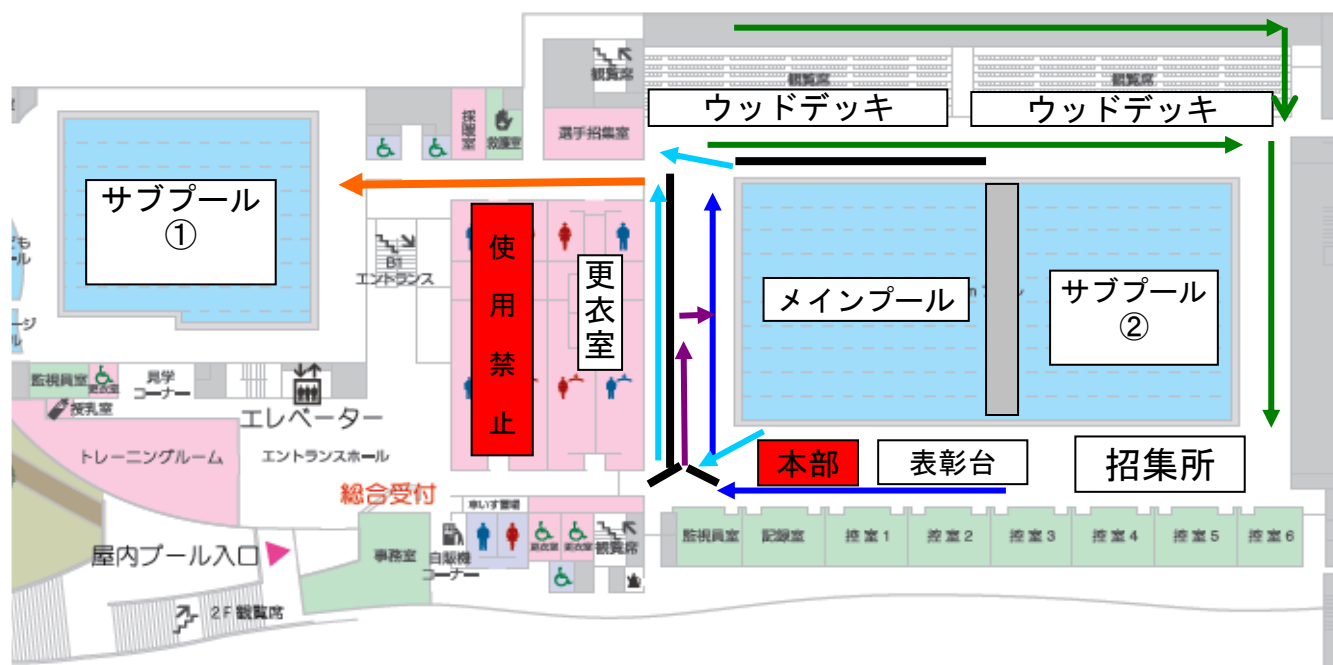 観覧席
観覧席
観覧席
ウッドデッキ
ウッドデッキ
採暖室
救護室
選手招集室
サブプール
①
使用禁止
更衣室
B1
エントランス
メインプール
サブプール
②
監視員室
更衣室
見学
コーナー
授乳室
エレベーター
トレーニングルーム
エントランスホール
総合受付
本部
表彰台
招集所
車いす置場
屋内プール入口
事務室
自販機
コーナー
更衣室
更衣室
観覧席
監視員室
記録室
控室1
控室2
控室3
控室4
控室5
控室6
2F観覧席